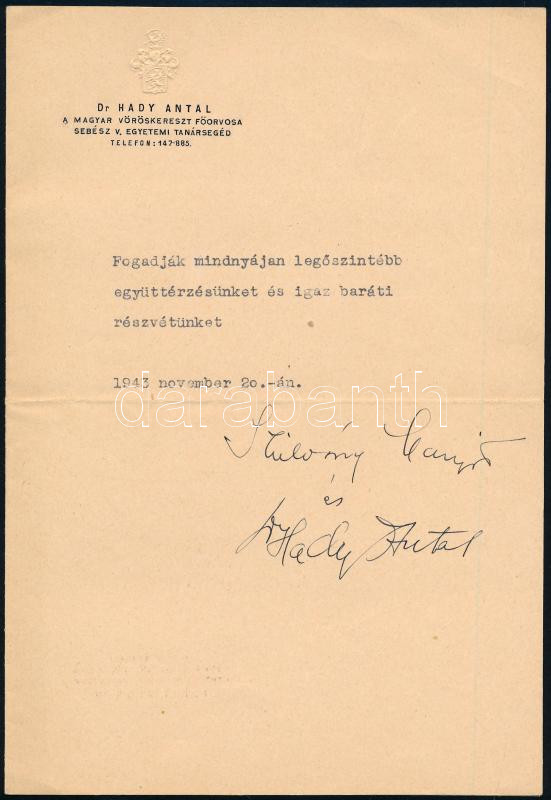 Dr HADY ANTAL
A MAGYAR VÖRÖSKERESZT FŐORVOSA
SEBÉSZ V. EGYETEMI TANÁRSEGÉD
TELEFON: 147-885.
Fogadják mindnyájan legőszintébb
együttérzésünket és igaz baráti
részvétünket
1943 november 2o.-án.
darabanth
és
Dr Hady Antal